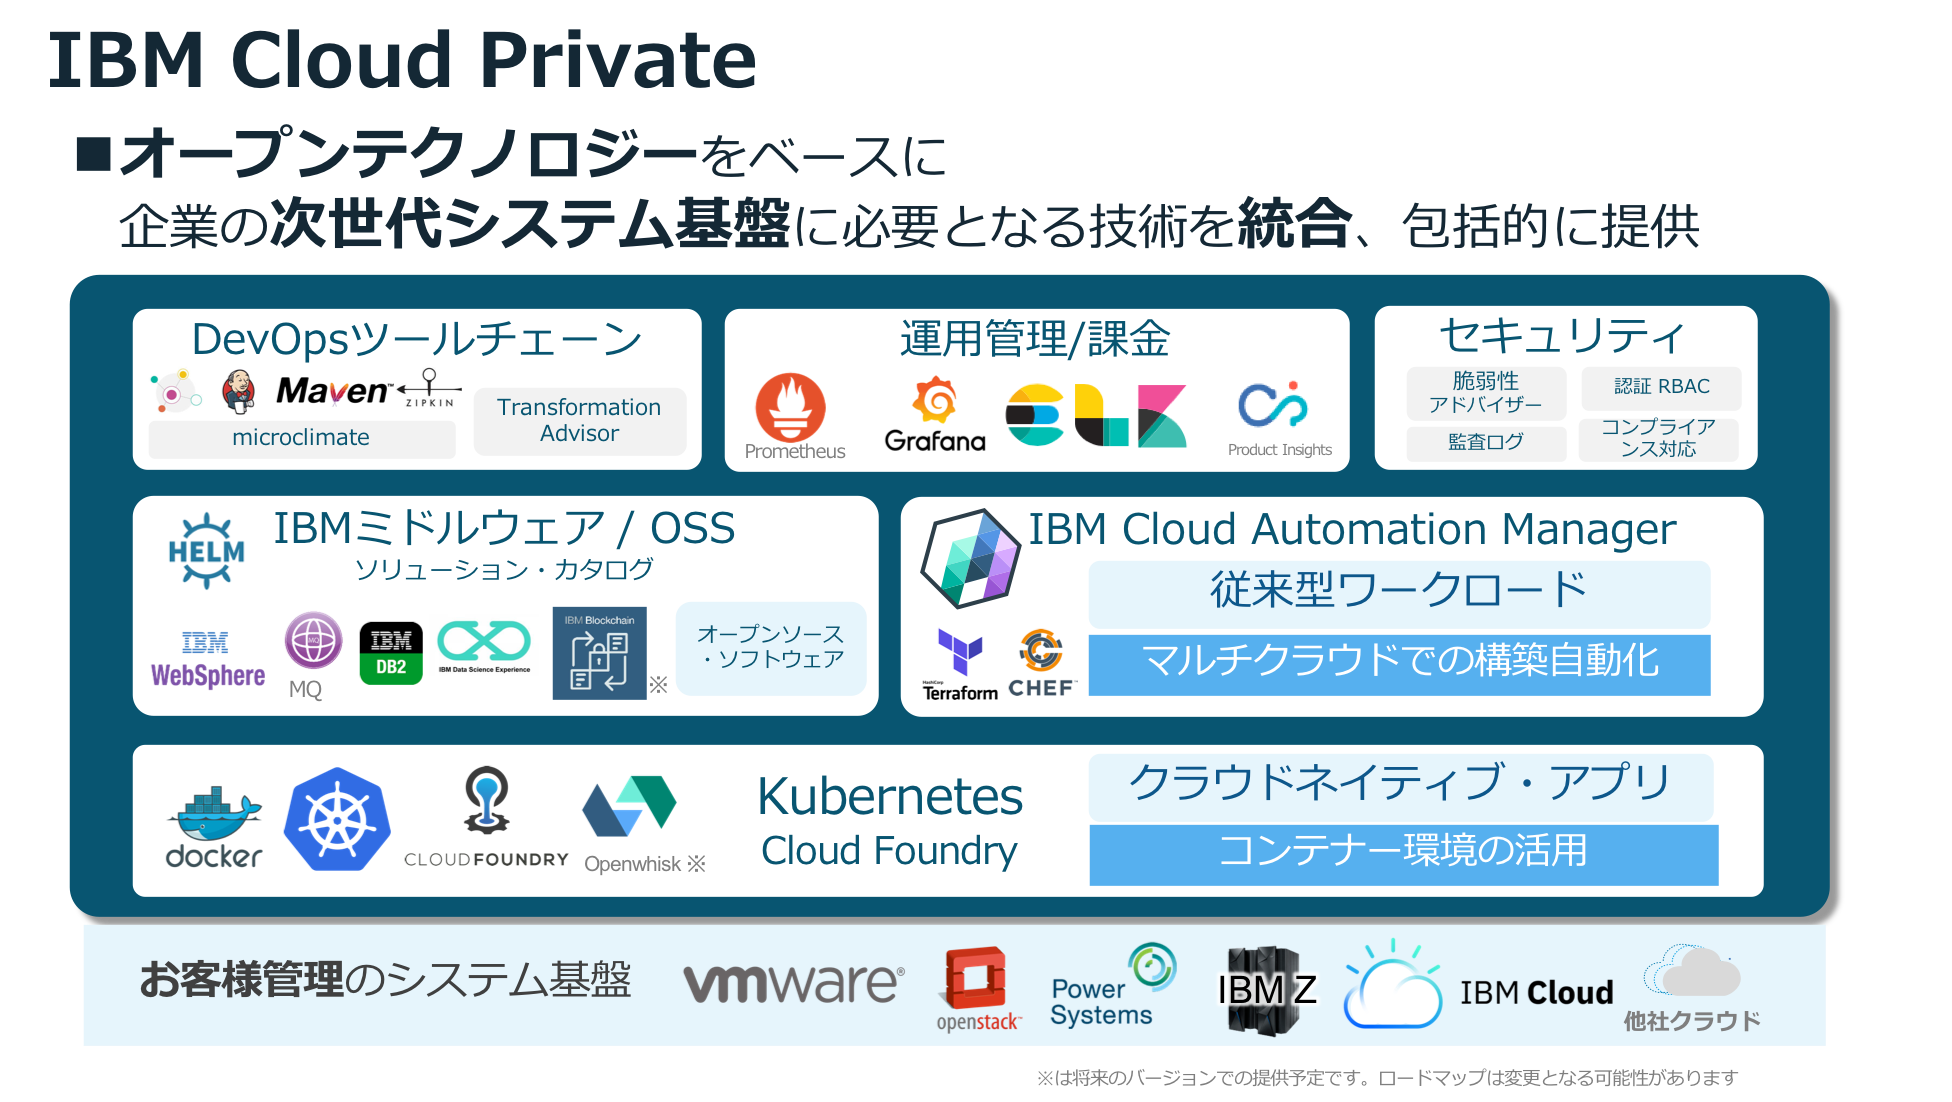 IBM Cloud Private
■オープンテクノロジーをベースに
企業の次世代システム基盤に必要となる技術を統合、包括的に提供
DevOpsツールチェーン
Maven™
ZIPKIN
microclimate
Transformation
Advisor
運用管理/課金
Prometheus
Grafana
Product Insights
セキュリティ
脆弱性
アドバイザー
認証 RBAC
監査ログ
コンプライア
ンス対応
HELM
IBMミドルウェア / OSS
ソリューション・カタログ
IBM
WebSphere
MQ
MQ
IBM
DB2
IBM Data Science Experience
IBM Blockchain
※
オープンソース
・ソフトウェア
IBM Cloud Automation Manager
従来型ワークロード
マルチクラウドでの構築自動化
HashiCorp
Terraform
CHEF™
docker
CLOUDFOUNDRY
Openwhisk ※
Kubernetes
Cloud Foundry
クラウドネイティブ・アプリ
コンテナー環境の活用
お客様管理のシステム基盤
vmware®
openstack™
Power
Systems
IBM Z
IBM Cloud
他社クラウド
※は将来のバージョンでの提供予定です。ロードマップは変更となる可能性があります